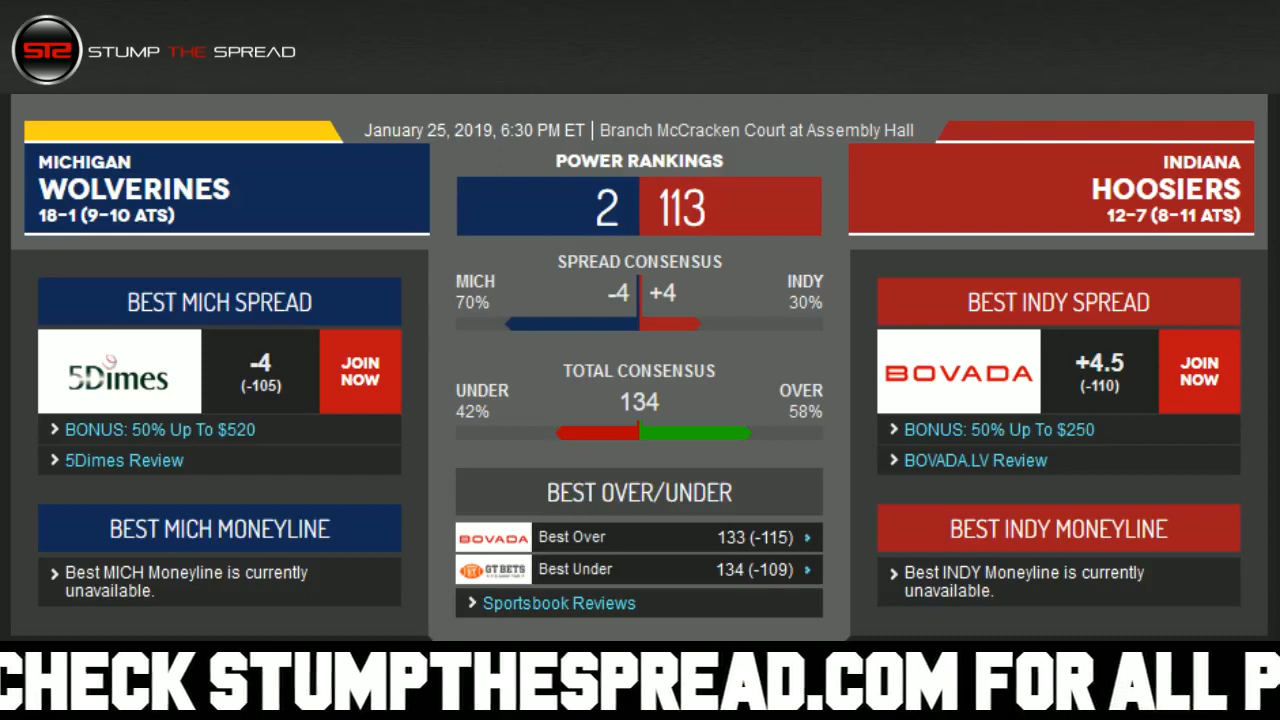 STS STUMP THE SPREAD
January 25, 2019, 6:30 PM ET | Branch McCracken Court at Assembly Hall
MICHIGAN
WOLVERINES
18-1 (9-10 ATS)
POWER RANKINGS
2 113
INDIANA
HOOSIERS
12-7 (8-11 ATS)
BEST MICH SPREAD
5Dimes
-4
(-105)
JOIN
NOW
> BONUS: 50% Up To $520
> 5Dimes Review
BEST MICH MONEYLINE
> Best MICH Moneyline is currently
unavailable.
SPREAD CONSENSUS
MICH
70%
-4 +4
INDY
30%
TOTAL CONSENSUS
UNDER
42%
134
OVER
58%
BEST OVER/UNDER
BOVADA Best Over 133 (-115) >
GT BETS Best Under 134 (-109) >
> Sportsbook Reviews
BEST INDY SPREAD
BOVADA
+4.5
(-110)
JOIN
NOW
> BONUS: 50% Up To $250
> BOVADA.LV Review
BEST INDY MONEYLINE
> Best INDY Moneyline is currently
unavailable.
CHECK STUMPTHESPREAD.COM FOR ALL P